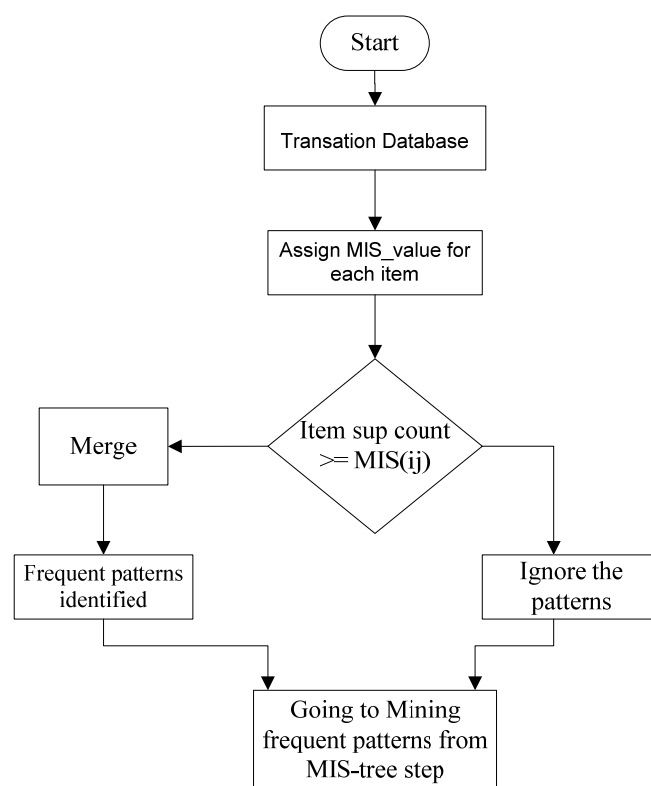 Start
Transation Database
Assign MIS_value for
each item
Item sup count
>= MIS(ij)
Merge
Frequent patterns
identified
Ignore the
patterns
Going to Mining
frequent patterns from
MIS-tree step